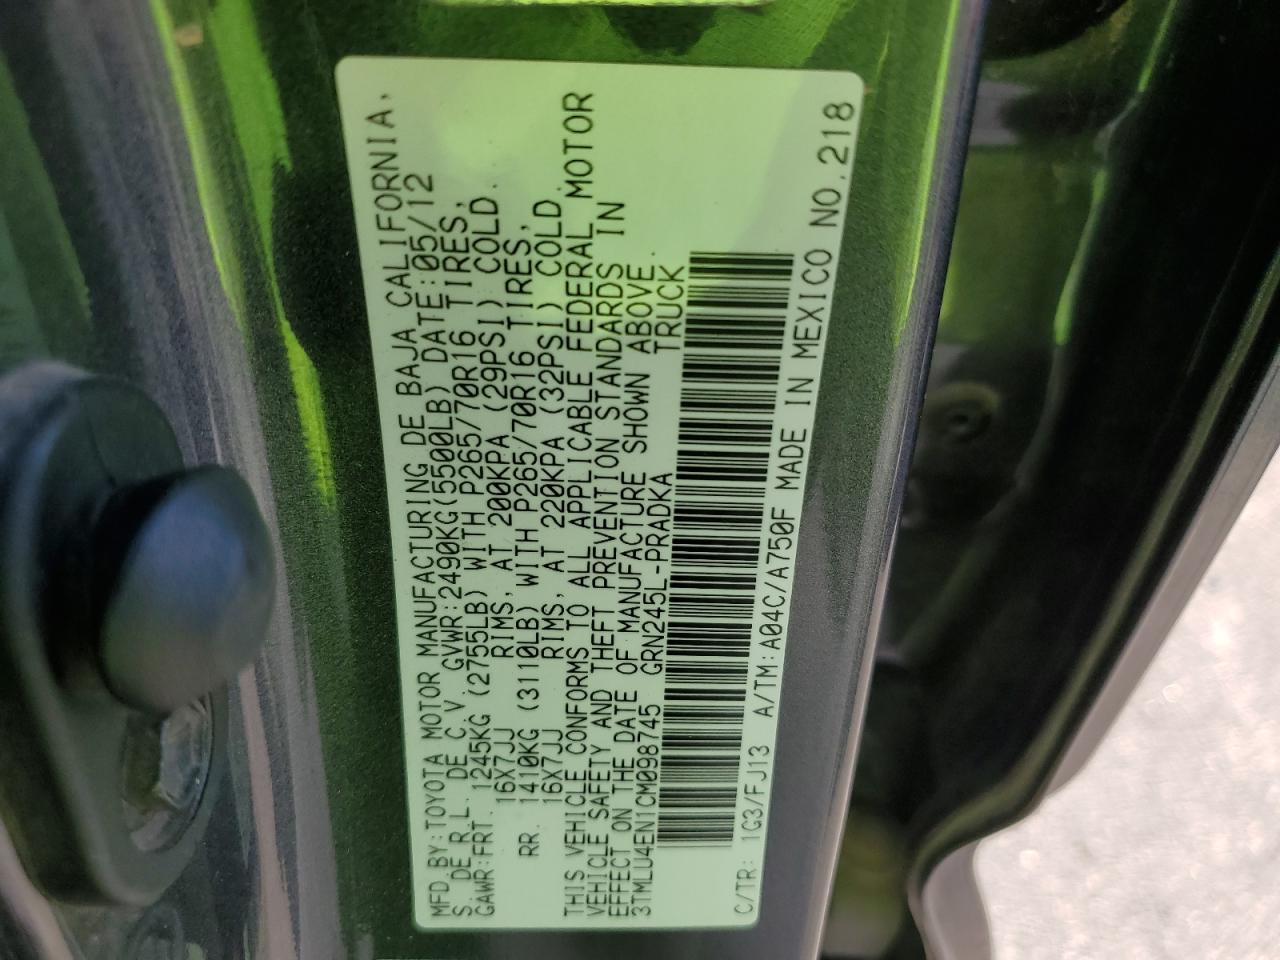 MFD.BY:TOYOTA MOTOR MANUFACTURING DE BAJA CALIFORNIA,
S. DE R.L. DE C.V. GVWR:2490KG(5500LB) DATE:05/12
GAWR:FRT. 1245KG (2755LB) WITH P265/70R16 TIRES,
16X7JJ RIMS, AT 200KPA (29PSI) COLD.
RR. 1410KG (3110LB) WITH P265/70R16 TIRES,
16X7JJ RIMS, AT 220KPA (32PSI) COLD.
THIS VEHICLE CONFORMS TO ALL APPLICABLE FEDERAL MOTOR
VEHICLE SAFETY AND THEFT PREVENTION STANDARDS IN
EFFECT ON THE DATE OF MANUFACTURE SHOWN ABOVE.
3TMLU4EN1CM098745 GRN245L-PRADKA TRUCK
C/TR: 1G3/FJ13 A/TM:A04C/A750F MADE IN MEXICO NO.218